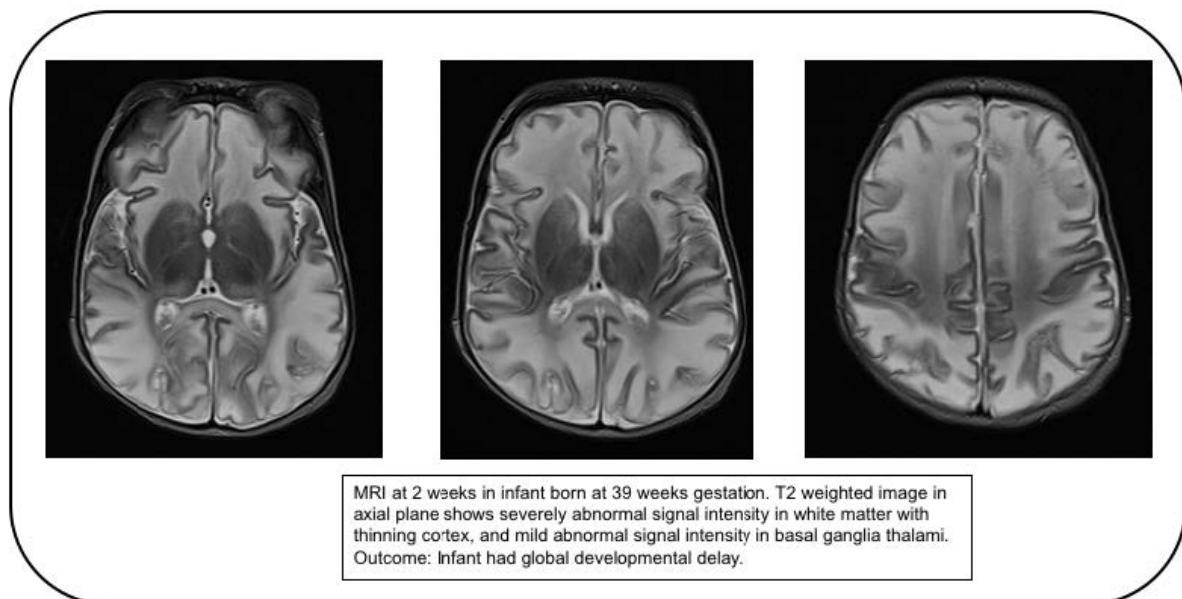 MRI at 2 weeks in infant born at 39 weeks gestation. T2 weighted image in
axial plane shows severely abnormal signal intensity in white matter with
thinning cortex, and mild abnormal signal intensity in basal ganglia thalami.
Outcome: Infant had global developmental delay.